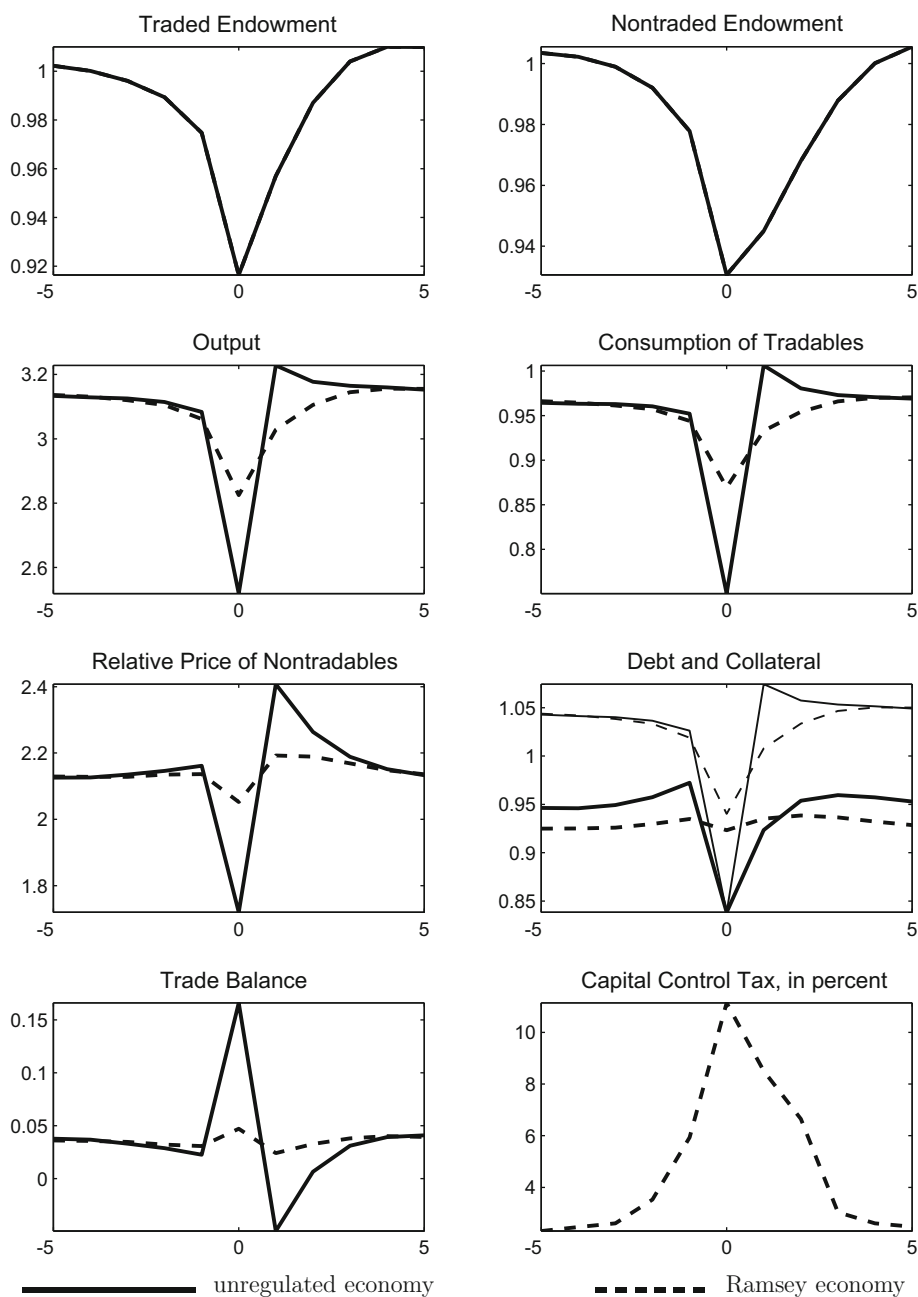 Traded Endowment
1
0.98
0.96
0.94
0.92
-5 0 5
Nontraded Endowment
1
0.98
0.96
0.94
-5 0 5
Output
3.2
3
2.8
2.6
-5 0 5
Consumption of Tradables
1
0.95
0.9
0.85
0.8
-5 0 5
Relative Price of Nontradables
2.4
2.2
2
1.8
-5 0 5
Debt and Collateral
1.05
1
0.95
0.9
0.85
-5 0 5
Trade Balance
0.15
0.1
0.05
0
-5 0 5
Capital Control Tax, in percent
10
8
6
4
-5 0 5
unregulated economy
Ramsey economy